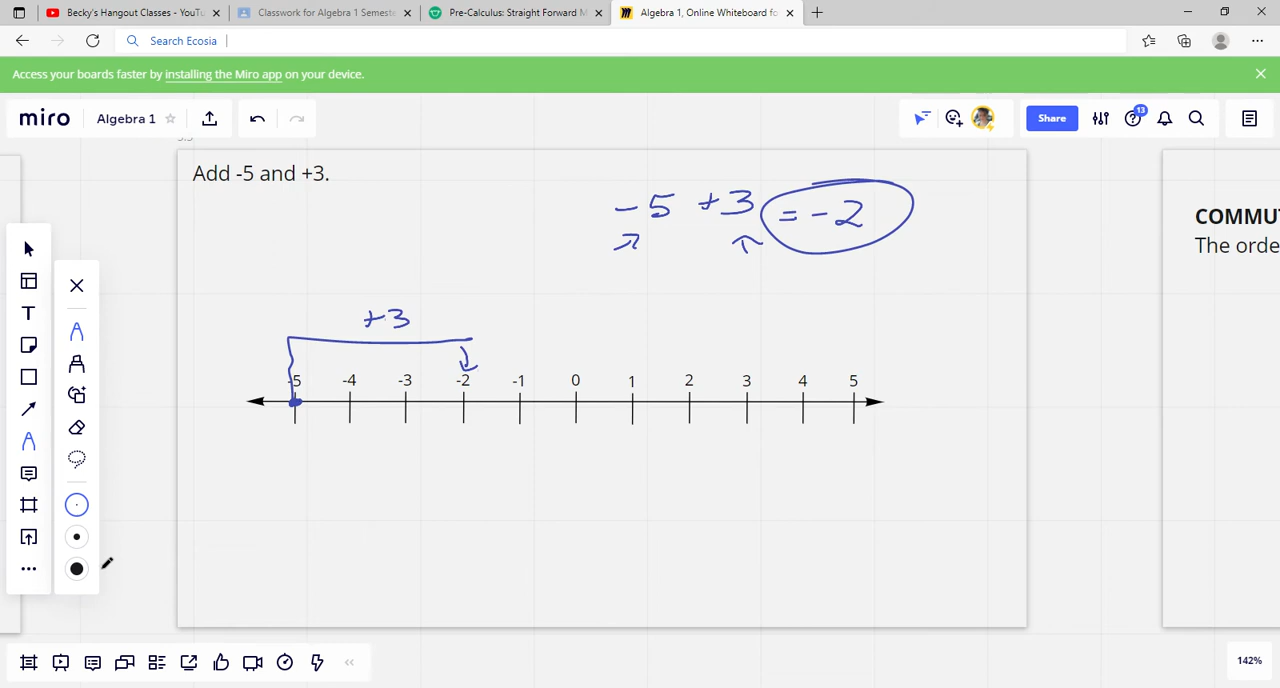 Becky's Hangout Classes - YouTu
Classwork for Algebra 1 Semeste
Pre-Calculus: Straight Forward M
Algebra 1, Online Whiteboard fo
Search Ecosia
Access your boards faster by installing the Miro app on your device.
miro
Algebra 1
Share
13
Add -5 and +3.
-5 +3 = -2
COMMU
The orde
+3
-5 -4 -3 -2 -1 0 1 2 3 4 5
T
142%